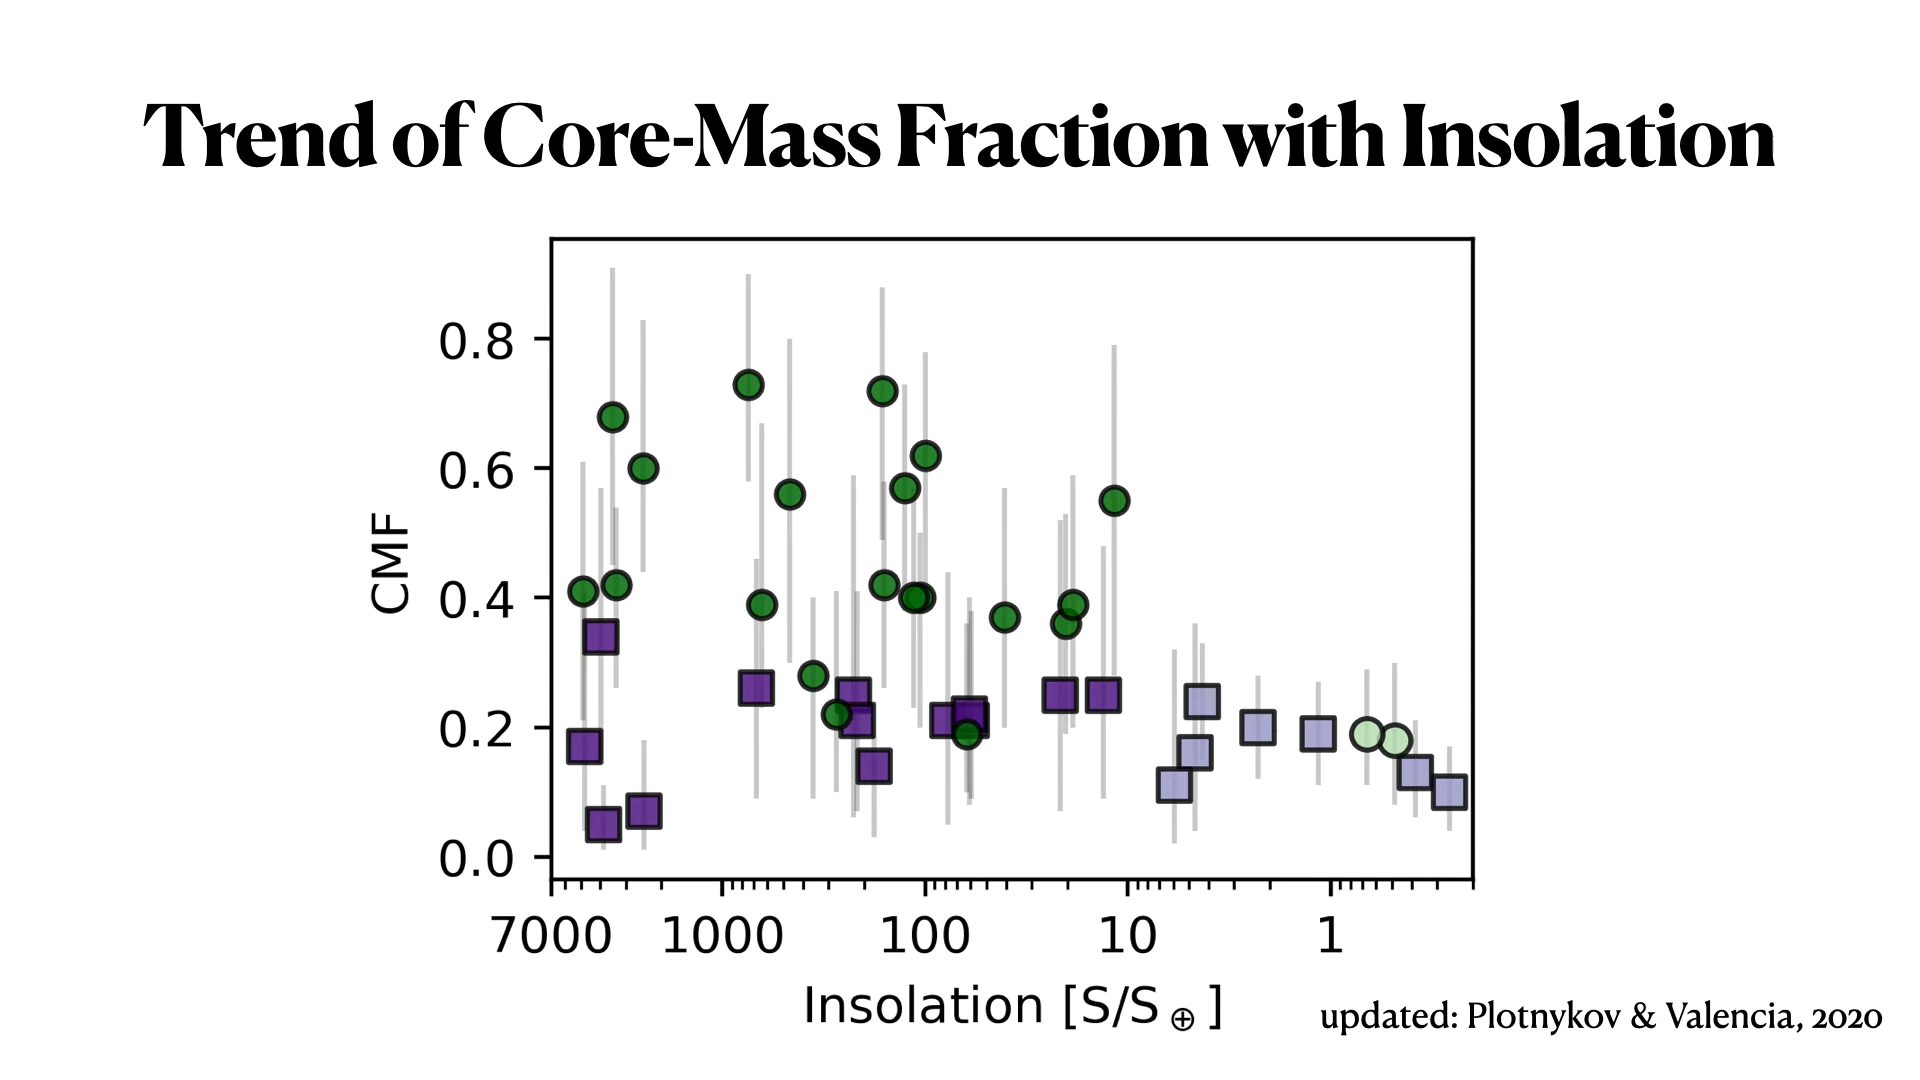 Trend of Core-Mass Fraction with Insolation
0.8
0.6
0.4
0.2
0.0
CMF
7000 1000 100 10 1
Insolation [S/S⊕]
updated: Plotnykov & Valencia, 2020